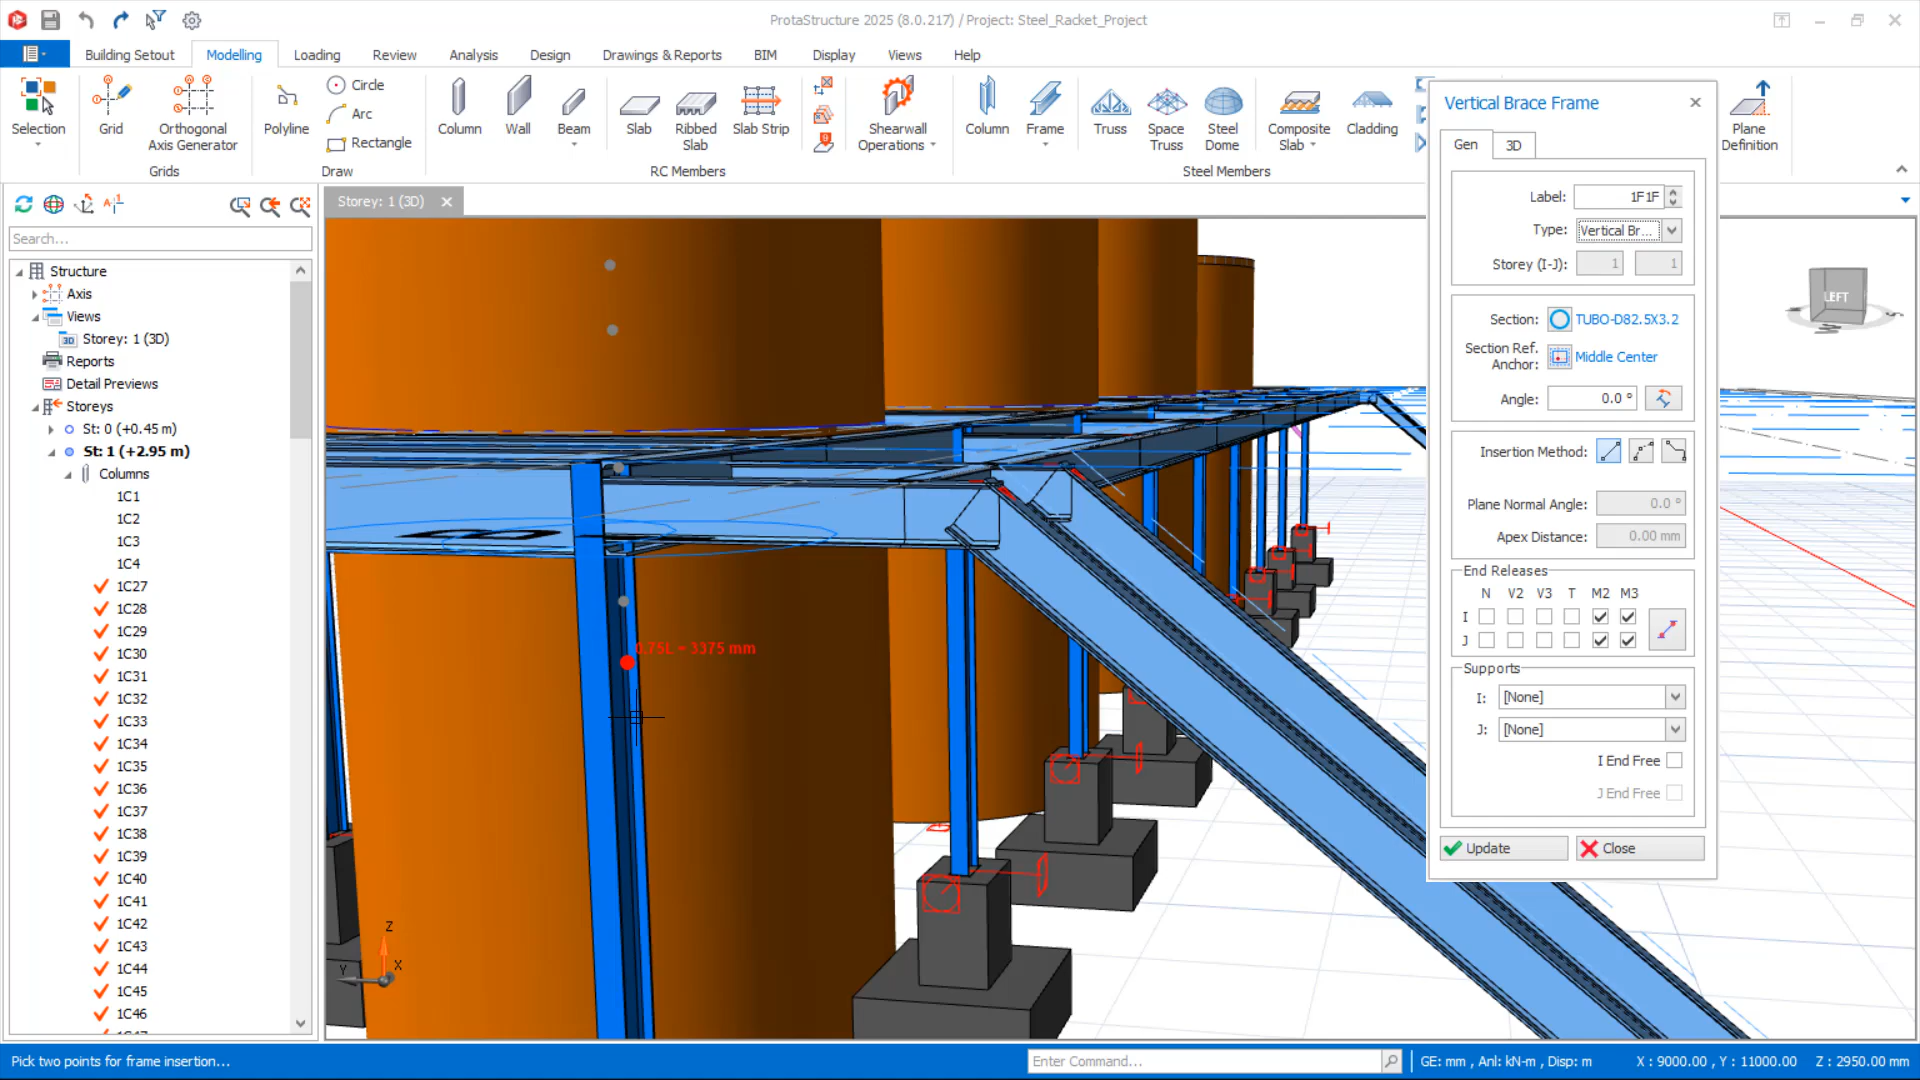 ProtaStructure 2025 (8.0.217) / Project: Steel_Racket_Project
Building Setout
Modelling
Loading
Review
Analysis
Design
Drawings & Reports
BIM
Display
Views
Help
Selection
Grid
Orthogonal
Axis Generator
Grids
Polyline
Circle
Arc
Rectangle
Draw
Column
Wall
Beam
Slab
Ribbed
Slab
Slab Strip
Shearwall
Operations
RC Members
Column
Frame
Truss
Space
Truss
Steel
Dome
Composite
Slab
Cladding
Steel Members
Plane
Definition
Search...
Structure
Axis
Views
3D Storey: 1 (3D)
Reports
Detail Previews
Storeys
St: 0 (+0.45 m)
St: 1 (+2.95 m)
Columns
1C1
1C2
1C3
1C4
1C27
1C28
1C29
1C30
1C31
1C32
1C33
1C34
1C35
1C36
1C37
1C38
1C39
1C40
1C41
1C42
1C43
1C44
1C45
1C46
Storey: 1 (3D)
0.75L = 3375 mm
Z
X
Y
LEFT
Vertical Brace Frame
Gen
3D
Label: 1F1F
Type: Vertical Br...
Storey (I-J): 1 1
Section: TUBO-D82.5X3.2
Section Ref.
Anchor: Middle Center
Angle: 0.0 °
Insertion Method:
Plane Normal Angle: 0.0 °
Apex Distance: 0.00 mm
End Releases
N V2 V3 T M2 M3
I
J
Supports
I: [None]
J: [None]
I End Free
J End Free
Update
Close
Pick two points for frame insertion...
Enter Command...
GE: mm , Anl: kN-m , Disp: m
X : 9000.00 , Y : 11000.00 Z : 2950.00 mm